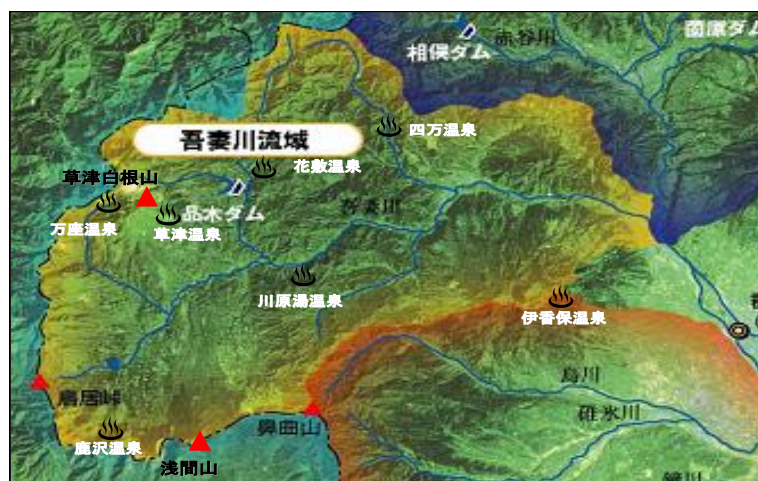 薗原ダム
相俣ダム
赤谷川
四万温泉
吾妻川流域
花敷温泉
草津白根山
品木ダム
万座温泉
草津温泉
吾妻川
川原湯温泉
伊香保温泉
烏川
鳥居峠
碓氷川
鼻曲山
鹿沢温泉
浅間山
鏑川